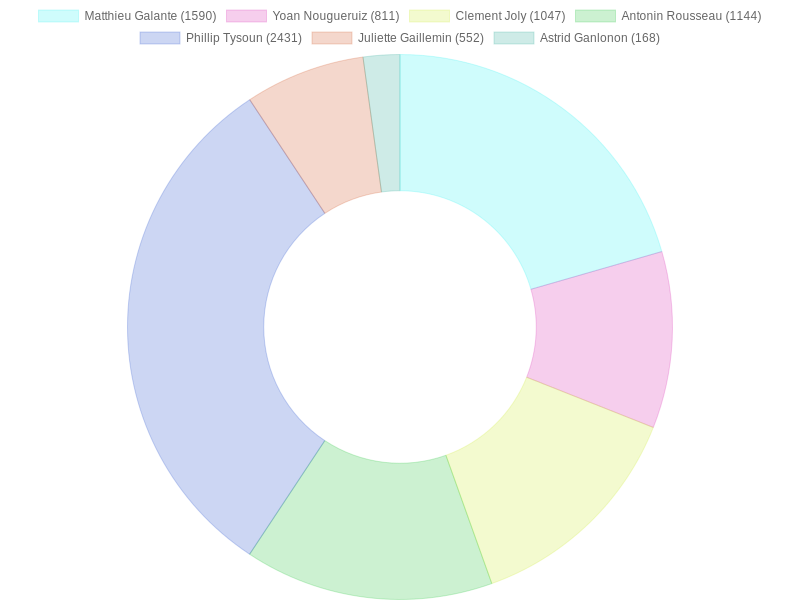 Matthieu Galante (1590) Yoan Nougueruiz (811) Clement Joly (1047) Antonin Rousseau (1144)
Phillip Tysoun (2431) Juliette Gaillemin (552) Astrid Ganlonon (168)